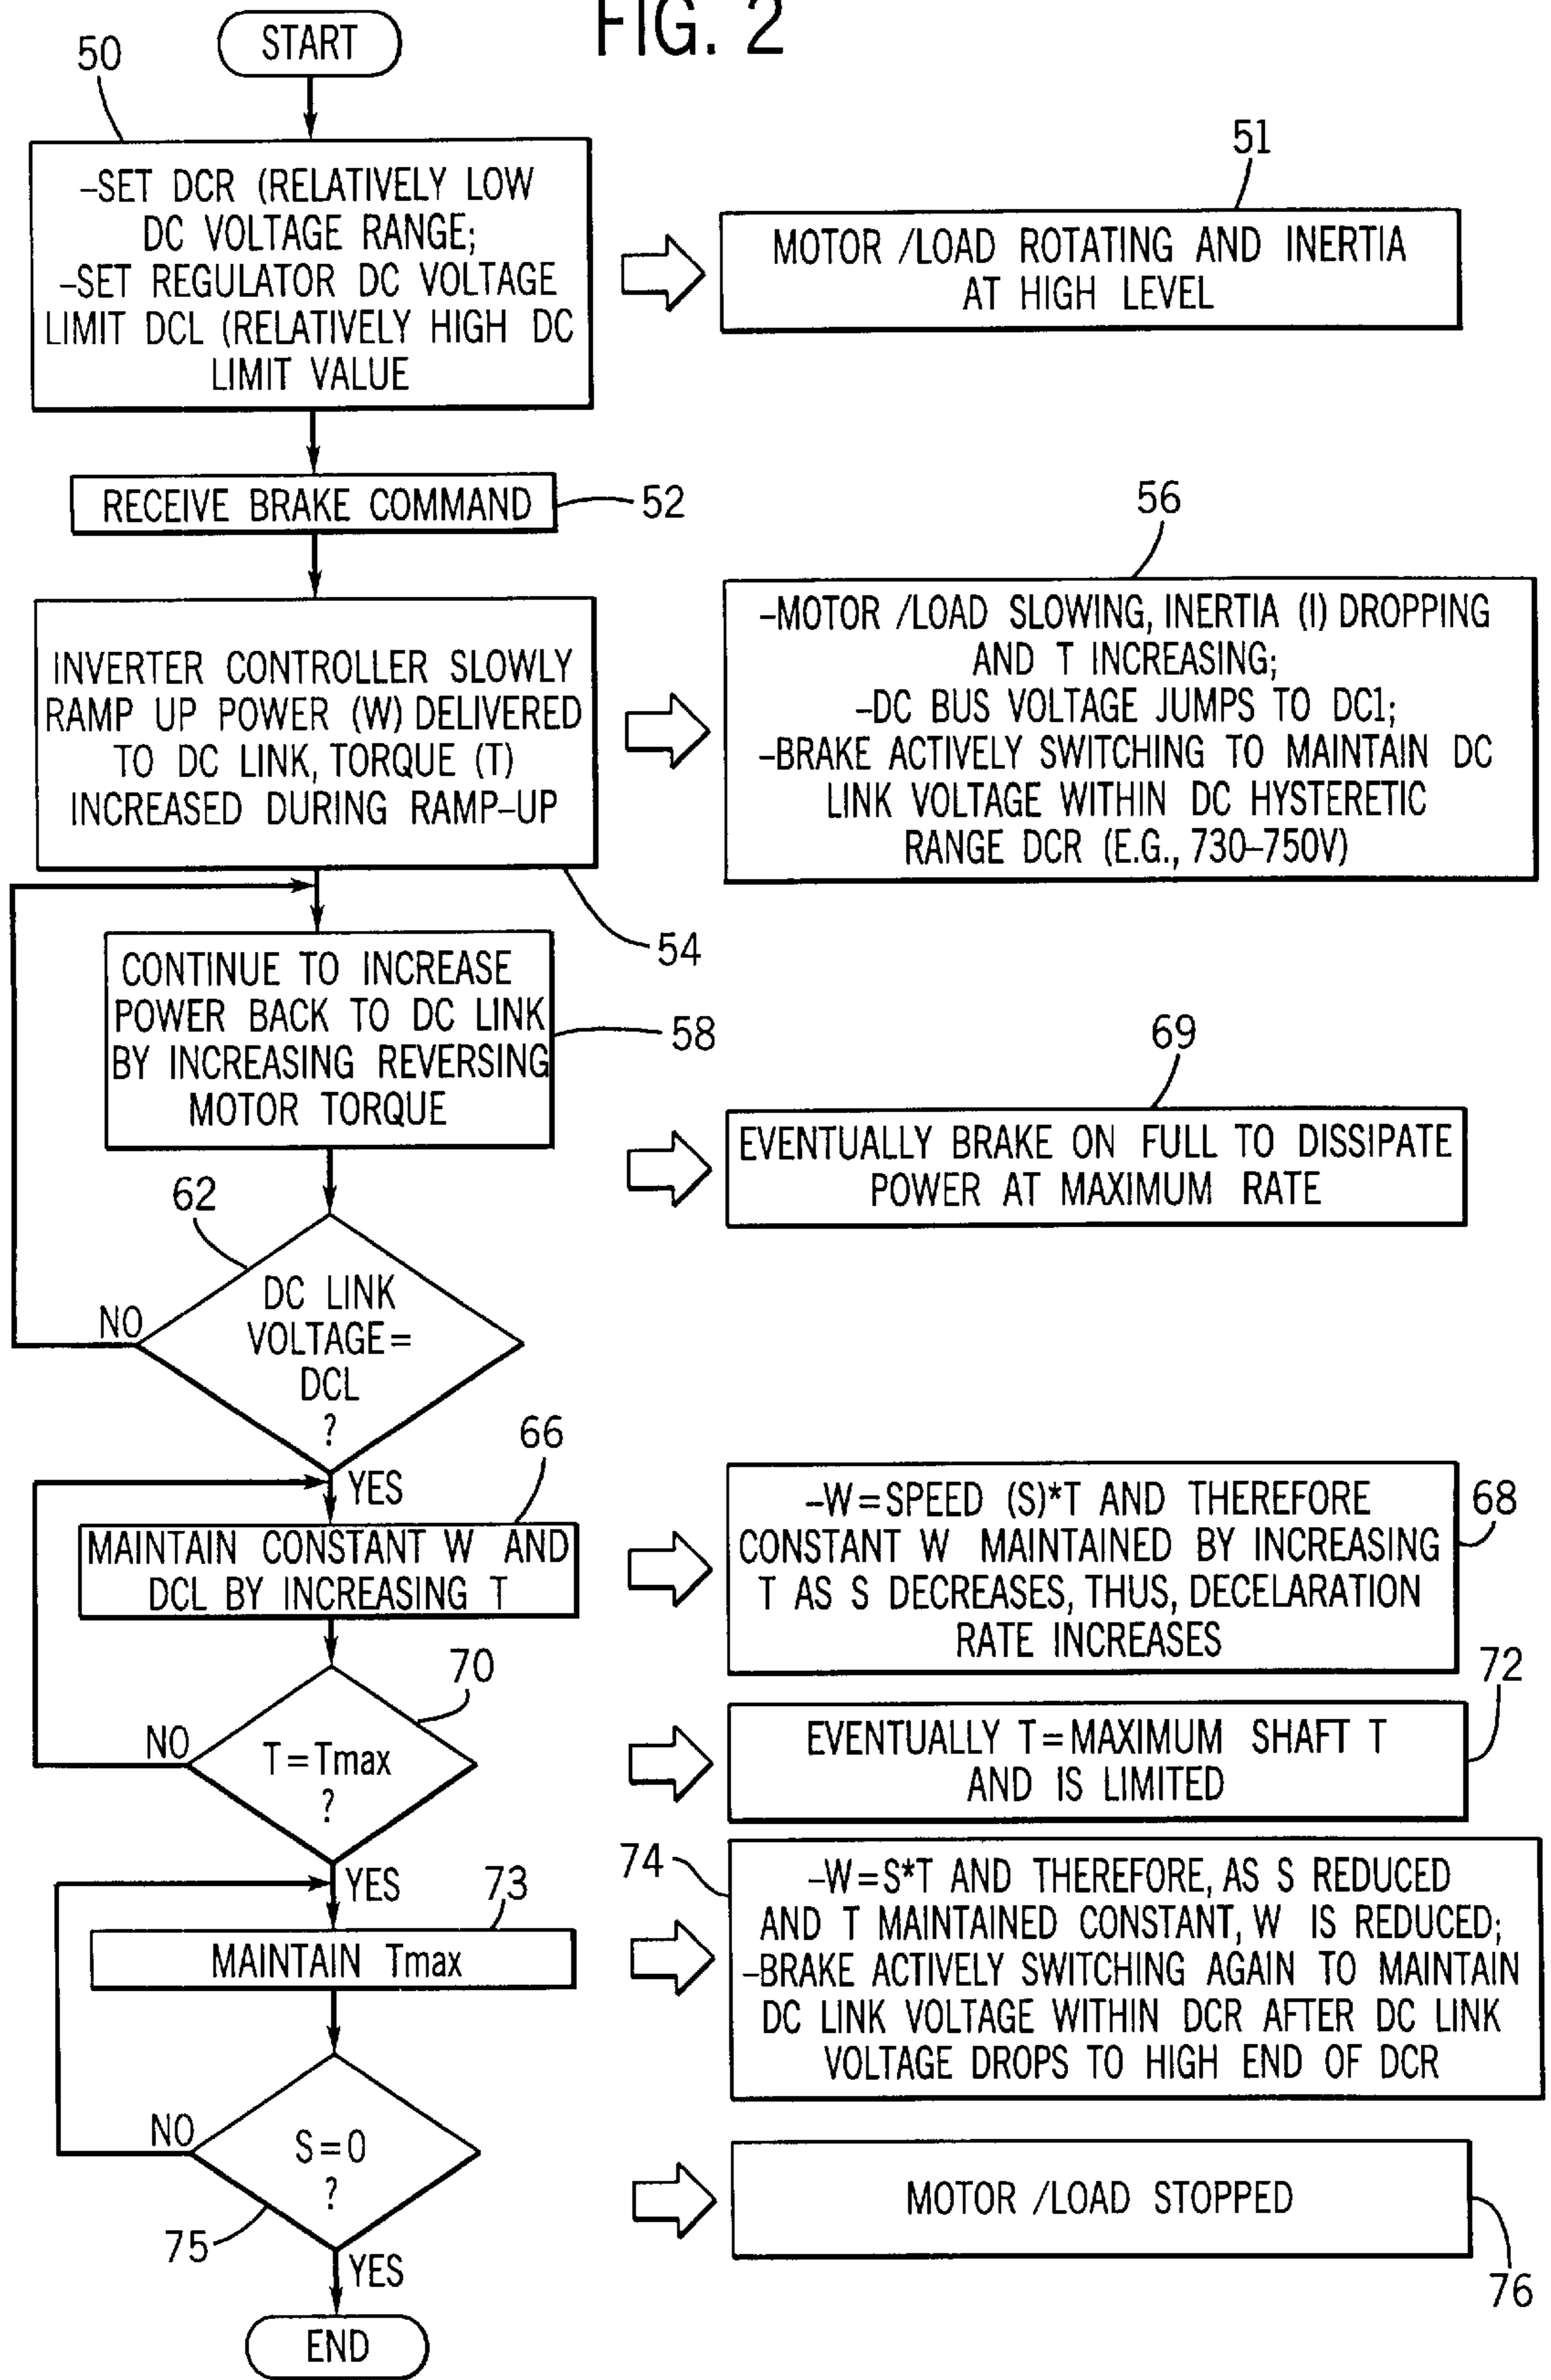 FIG. 2
START
50
-SET DCR (RELATIVELY LOW
DC VOLTAGE RANGE;
-SET REGULATOR DC VOLTAGE
LIMIT DCL (RELATIVELY HIGH DC
LIMIT VALUE
51
MOTOR /LOAD ROTATING AND INERTIA
AT HIGH LEVEL
RECEIVE BRAKE COMMAND
52
INVERTER CONTROLLER SLOWLY
RAMP UP POWER (W) DELIVERED
TO DC LINK, TORQUE (T)
INCREASED DURING RAMP-UP
54
56
-MOTOR /LOAD SLOWING, INERTIA (I) DROPPING
AND T INCREASING;
-DC BUS VOLTAGE JUMPS TO DC1;
-BRAKE ACTIVELY SWITCHING TO MAINTAIN DC
LINK VOLTAGE WITHIN DC HYSTERETIC
RANGE DCR (E.G., 730-750V)
CONTINUE TO INCREASE
POWER BACK TO DC LINK
BY INCREASING REVERSING
MOTOR TORQUE
58
69
EVENTUALLY BRAKE ON FULL TO DISSIPATE
POWER AT MAXIMUM RATE
62
DC LINK
VOLTAGE=
DCL
?
NO
YES
66
MAINTAIN CONSTANT W AND
DCL BY INCREASING T
68
-W=SPEED (S)*T AND THEREFORE
CONSTANT W MAINTAINED BY INCREASING
T AS S DECREASES, THUS, DECELARATION
RATE INCREASES
70
T=Tmax
?
NO
YES
72
EVENTUALLY T=MAXIMUM SHAFT T
AND IS LIMITED
73
MAINTAIN Tmax
74
-W=S*T AND THEREFORE, AS S REDUCED
AND T MAINTAINED CONSTANT, W IS REDUCED;
-BRAKE ACTIVELY SWITCHING AGAIN TO MAINTAIN
DC LINK VOLTAGE WITHIN DCR AFTER DC LINK
VOLTAGE DROPS TO HIGH END OF DCR
NO
S=0
?
75
YES
MOTOR /LOAD STOPPED
76
END